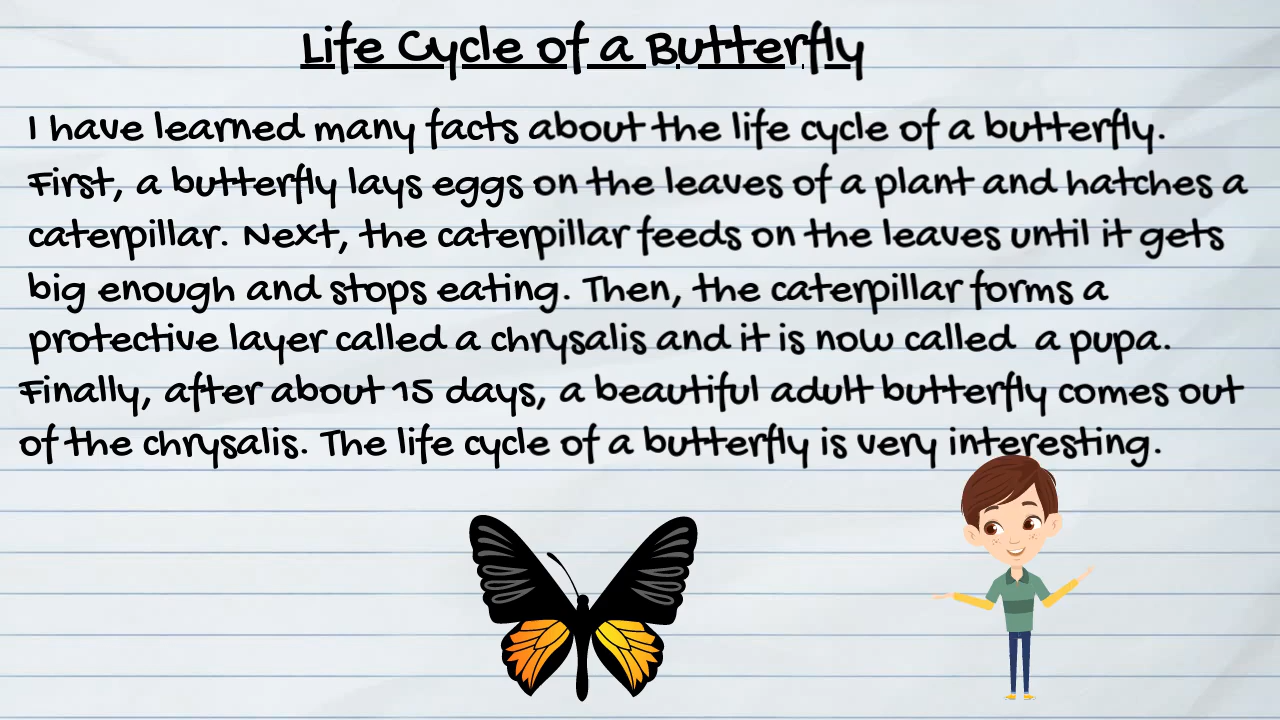 Life Cycle of a Butterfly
I have learned many facts about the life cycle of a butterfly.
First, a butterfly lays eggs on the leaves of a plant and hatches a
caterpillar. Next, the caterpillar feeds on the leaves until it gets
big enough and stops eating. Then, the caterpillar forms a
protective layer called a chrysalis and it is now called  a pupa.
Finally, after about 15 days, a beautiful adult butterfly comes out
of the chrysalis. The life cycle of a butterfly is very interesting.